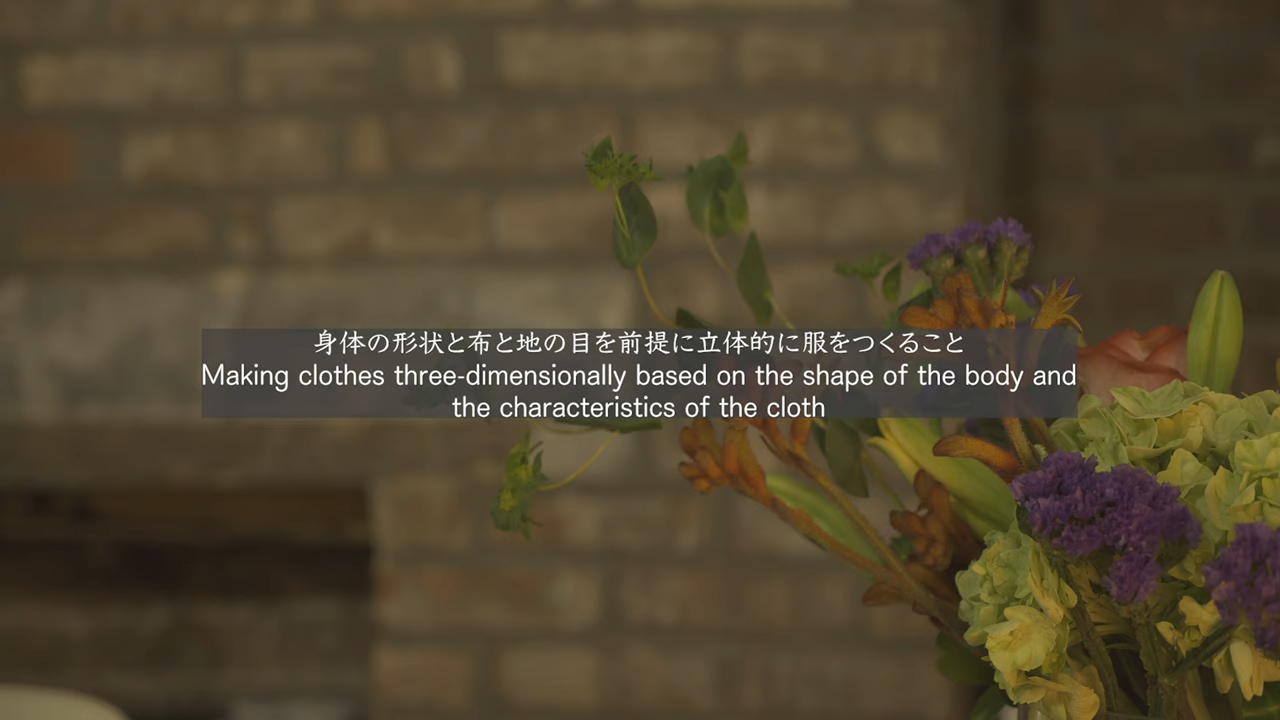 身体の形状と布と地の目を前提に立体的に服をつくること
Making clothes three-dimensionally based on the shape of the body and
the characteristics of the cloth